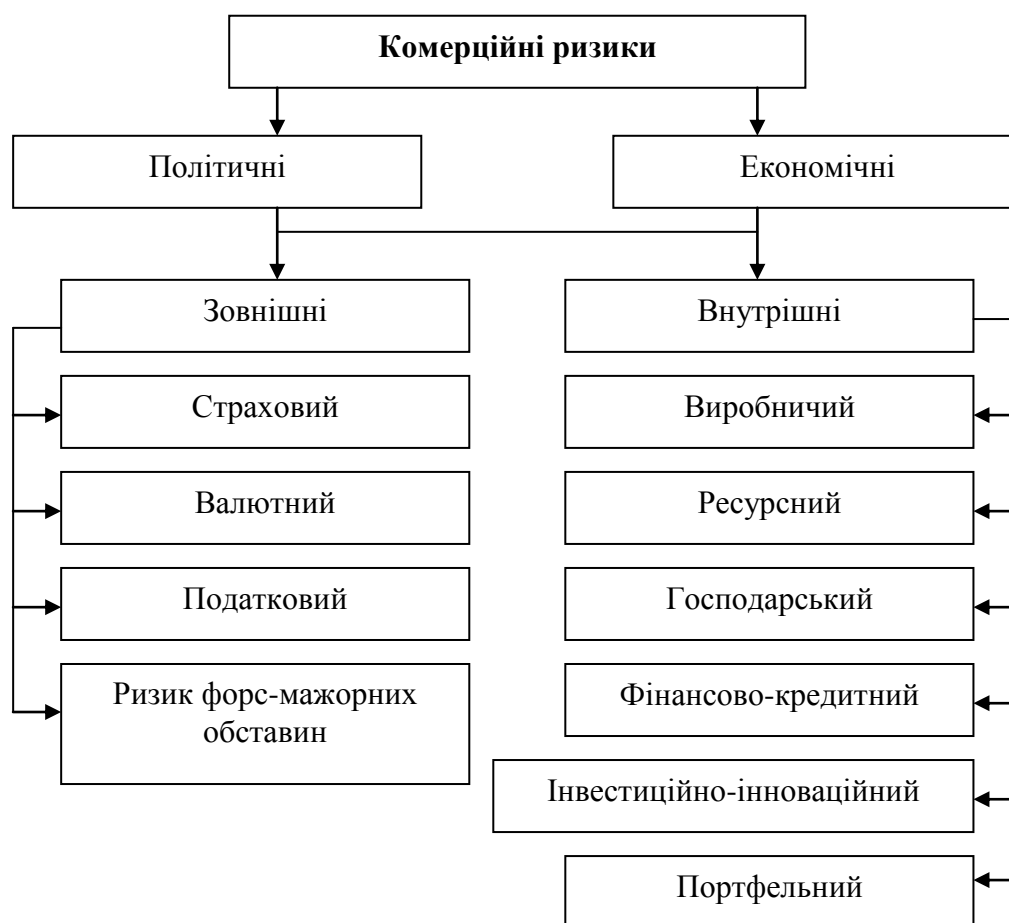 Комерційні ризики
Політичні
Економічні
Зовнішні
Внутрішні
Страховий
Виробничий
Валютний
Ресурсний
Податковий
Господарський
Ризик форс-мажорних
обставин
Фінансово-кредитний
Інвестиційно-інноваційний
Портфельний